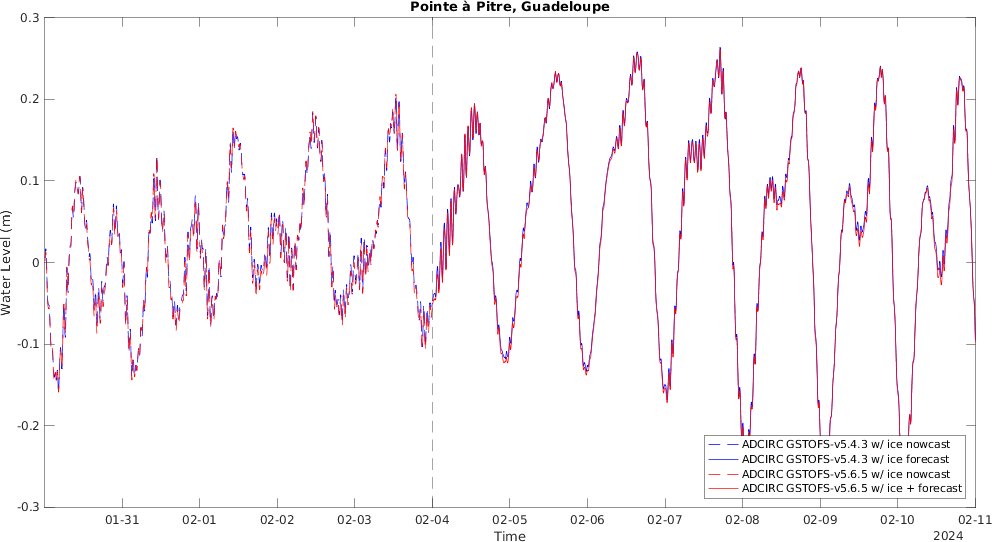 Pointe à Pitre, Guadeloupe
0.3
0.2
0.1
0
-0.1
-0.2
-0.3
Water Level (m)
ADCIRC GSTOFS-v5.4.3 w/ ice nowcast
ADCIRC GSTOFS-v5.4.3 w/ ice forecast
ADCIRC GSTOFS-v5.6.5 w/ ice nowcast
ADCIRC GSTOFS-v5.6.5 w/ ice + forecast
01-31 02-01 02-02 02-03 02-04 02-05 02-06 02-07 02-08 02-09 02-10 02-11
Time
2024